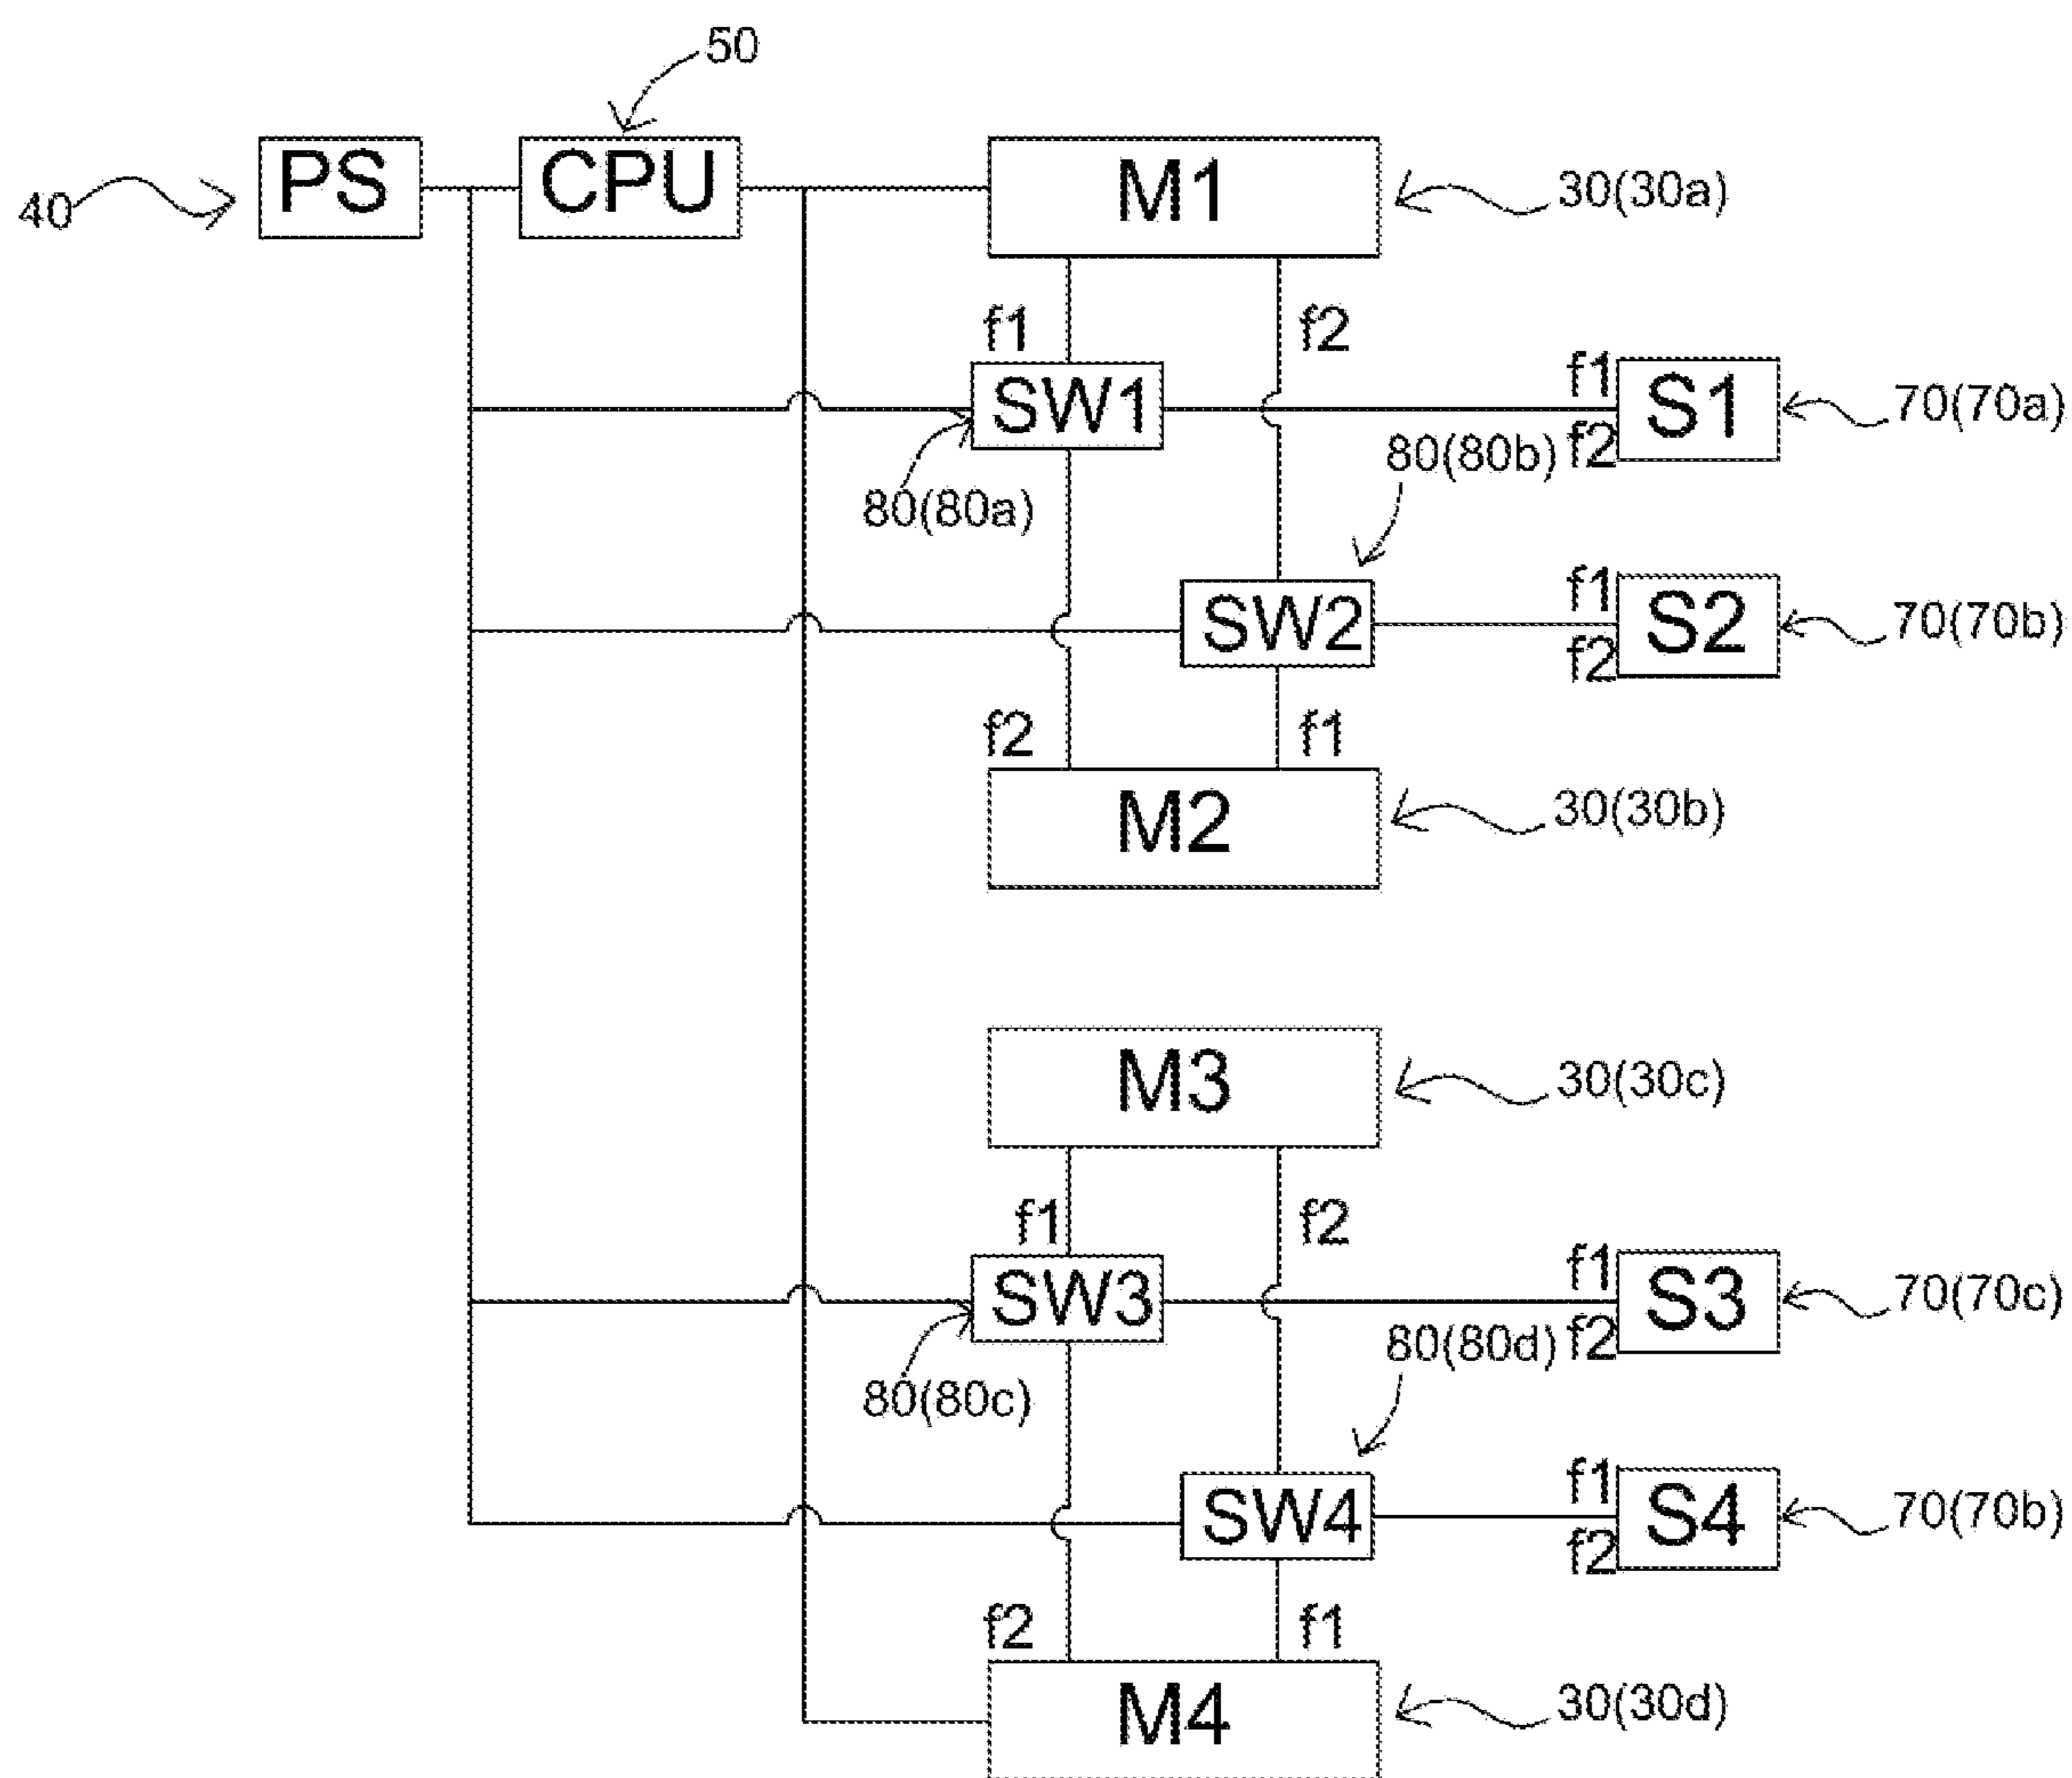 50
PS
CPU
M1
40
30(30a)
f1
f2
SW1
f1
S1
f2
70(70a)
80(80b)
80(80a)
SW2
f1
S2
f2
70(70b)
f2
f1
M2
30(30b)
M3
30(30c)
f1
f2
SW3
f1
S3
f2
70(70c)
80(80d)
80(80c)
SW4
f1
S4
f2
70(70b)
f2
f1
M4
30(30d)